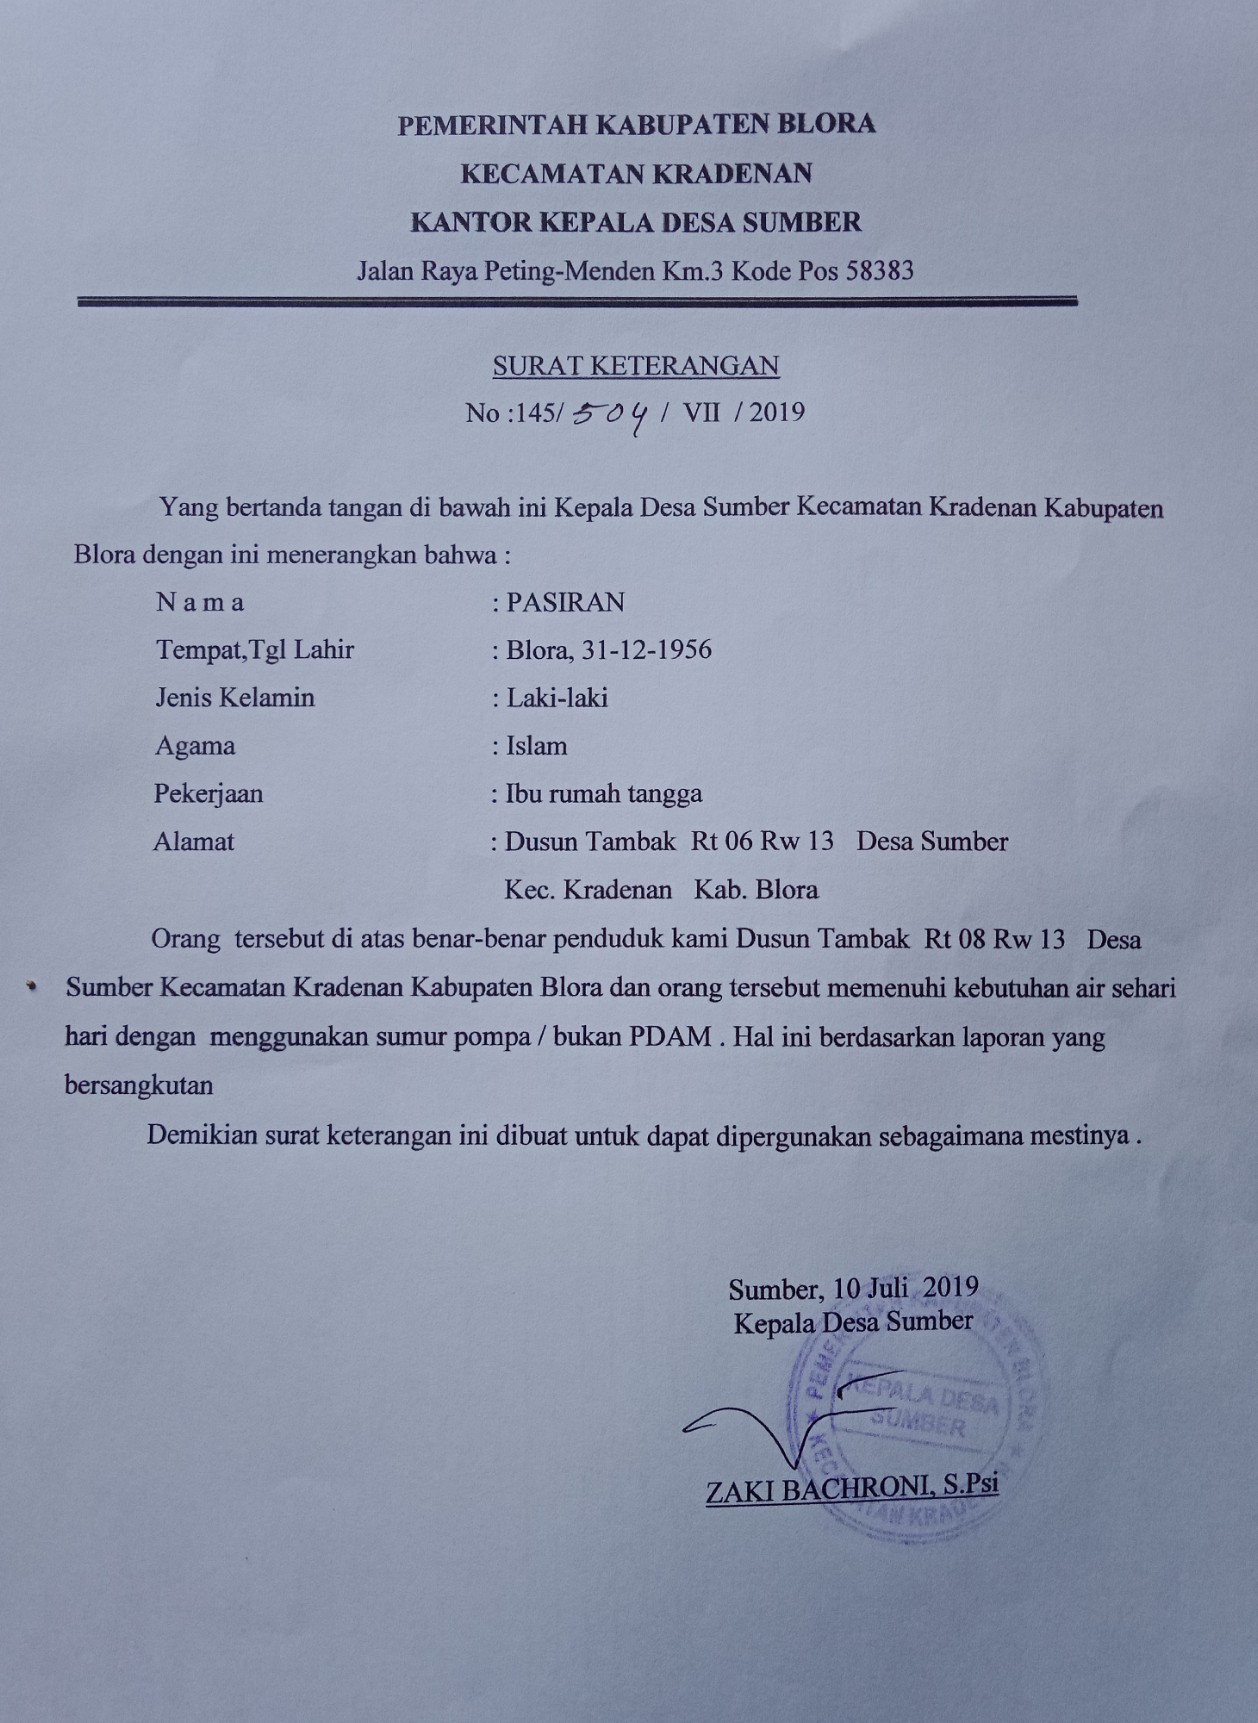 PEMERINTAH KABUPATEN BLORA
KECAMATAN KRADENAN
KANTOR KEPALA DESA SUMBER
Jalan Raya Peting-Menden Km.3 Kode Pos 58383
SURAT KETERANGAN
No :145/ 504 / VII / 2019
Yang bertanda tangan di bawah ini Kepala Desa Sumber Kecamatan Kradenan Kabupaten
Blora dengan ini menerangkan bahwa :
N a m a : PASIRAN
Tempat,Tgl Lahir : Blora, 31-12-1956
Jenis Kelamin : Laki-laki
Agama : Islam
Pekerjaan : Ibu rumah tangga
Alamat : Dusun Tambak Rt 06 Rw 13 Desa Sumber
Kec. Kradenan Kab. Blora
Orang tersebut di atas benar-benar penduduk kami Dusun Tambak Rt 08 Rw 13 Desa
Sumber Kecamatan Kradenan Kabupaten Blora dan orang tersebut memenuhi kebutuhan air sehari
hari dengan menggunakan sumur pompa / bukan PDAM . Hal ini berdasarkan laporan yang
bersangkutan
Demikian surat keterangan ini dibuat untuk dapat dipergunakan sebagaimana mestinya .
Sumber, 10 Juli 2019
Kepala Desa Sumber
KEPALA DESA
SUMBER
ZAKI BACHRONI, S.Psi